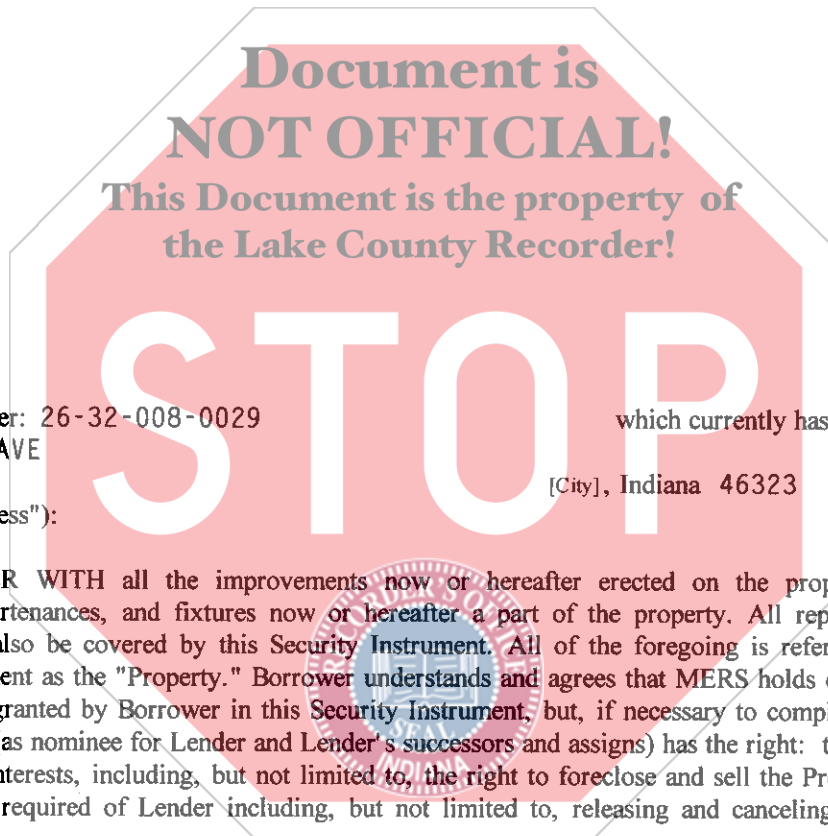 Document is
NOT OFFICIAL!
This Document is the property of
the Lake County Recorder!
STOP
er: 26-32-008-0029 which currently has
AVE
[City], Indiana 46323
ess"):
R WITH all the improvements now or hereafter erected on the prop
rtenances, and fixtures now or hereafter a part of the property. All rep
also be covered by this Security Instrument. All of the foregoing is refer
ent as the "Property." Borrower understands and agrees that MERS holds
granted by Borrower in this Security Instrument, but, if necessary to compl
as nominee for Lender and Lender's successors and assigns) has the right: t
nterests, including, but not limited to, the right to foreclose and sell the Pr
required of Lender including, but not limited to, releasing and canceling
RECORDER'S OFFICE
SEAL
INDIANA